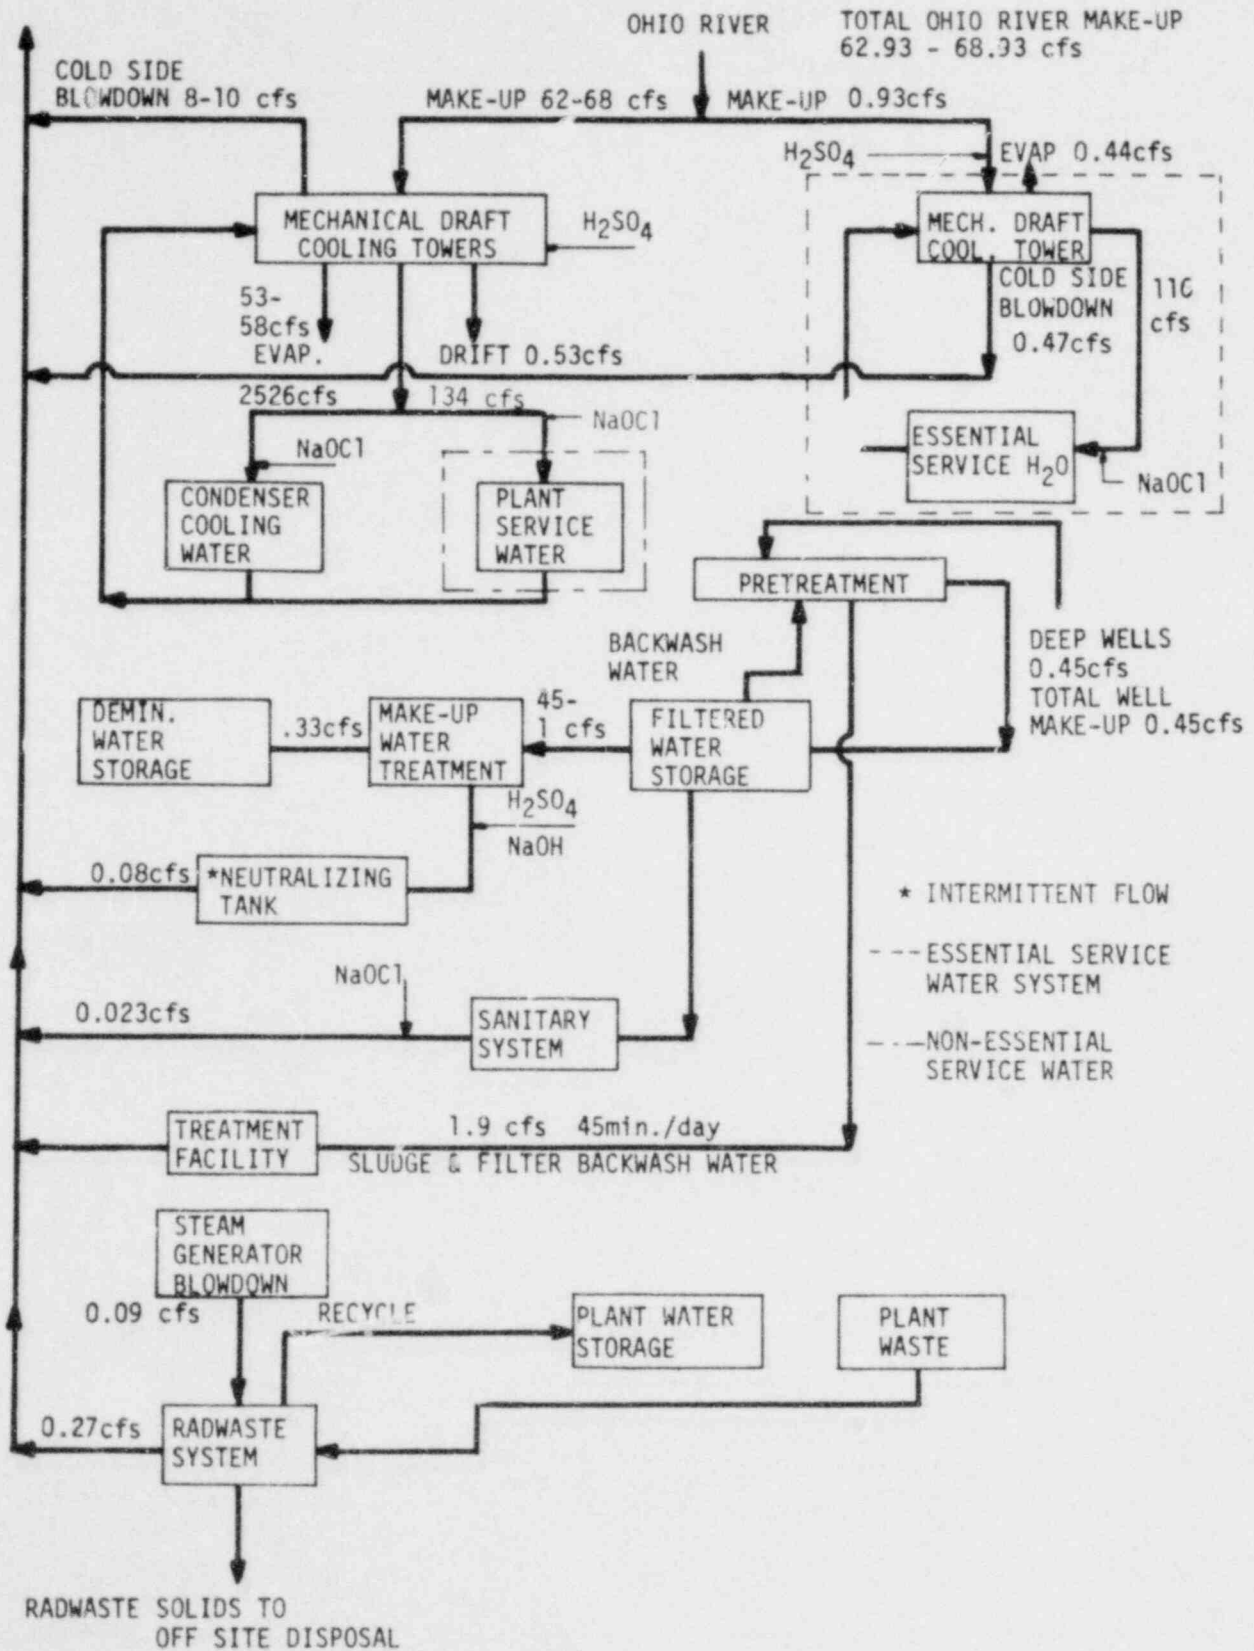 OHIO RIVER
TOTAL OHIO RIVER MAKE-UP
62.93 - 68.93 cfs
COLD SIDE
BLOWDOWN 8-10 cfs
MAKE-UP 62-68 cfs
MAKE-UP 0.93cfs
H2SO4
EVAP 0.44cfs
MECHANICAL DRAFT
COOLING TOWERS
H2SO4
MECH. DRAFT
COOL. TOWER
COLD SIDE
BLOWDOWN
0.47cfs
110
cfs
53-
58cfs
EVAP.
DRIFT 0.53cfs
2526cfs
134 cfs
NaOCl
NaOCl
ESSENTIAL
SERVICE H2O
NaOCl
CONDENSER
COOLING
WATER
PLANT
SERVICE
WATER
PRETREATMENT
BACKWASH
WATER
DEEP WELLS
0.45cfs
TOTAL WELL
MAKE-UP 0.45cfs
DEMIN.
WATER
STORAGE
.33cfs
MAKE-UP
WATER
TREATMENT
45-
1 cfs
FILTERED
WATER
STORAGE
H2SO4
NaOH
0.08cfs
*NEUTRALIZING
TANK
* INTERMITTENT FLOW
---ESSENTIAL SERVICE
WATER SYSTEM
NaOCl
0.023cfs
SANITARY
SYSTEM
-.-NON-ESSENTIAL
SERVICE WATER
TREATMENT
FACILITY
1.9 cfs 45min./day
SLUDGE & FILTER BACKWASH WATER
STEAM
GENERATOR
BLOWDOWN
0.09 cfs
RECYCLE
PLANT WATER
STORAGE
PLANT
WASTE
0.27cfs
RADWASTE
SYSTEM
RADWASTE SOLIDS TO
OFF SITE DISPOSAL